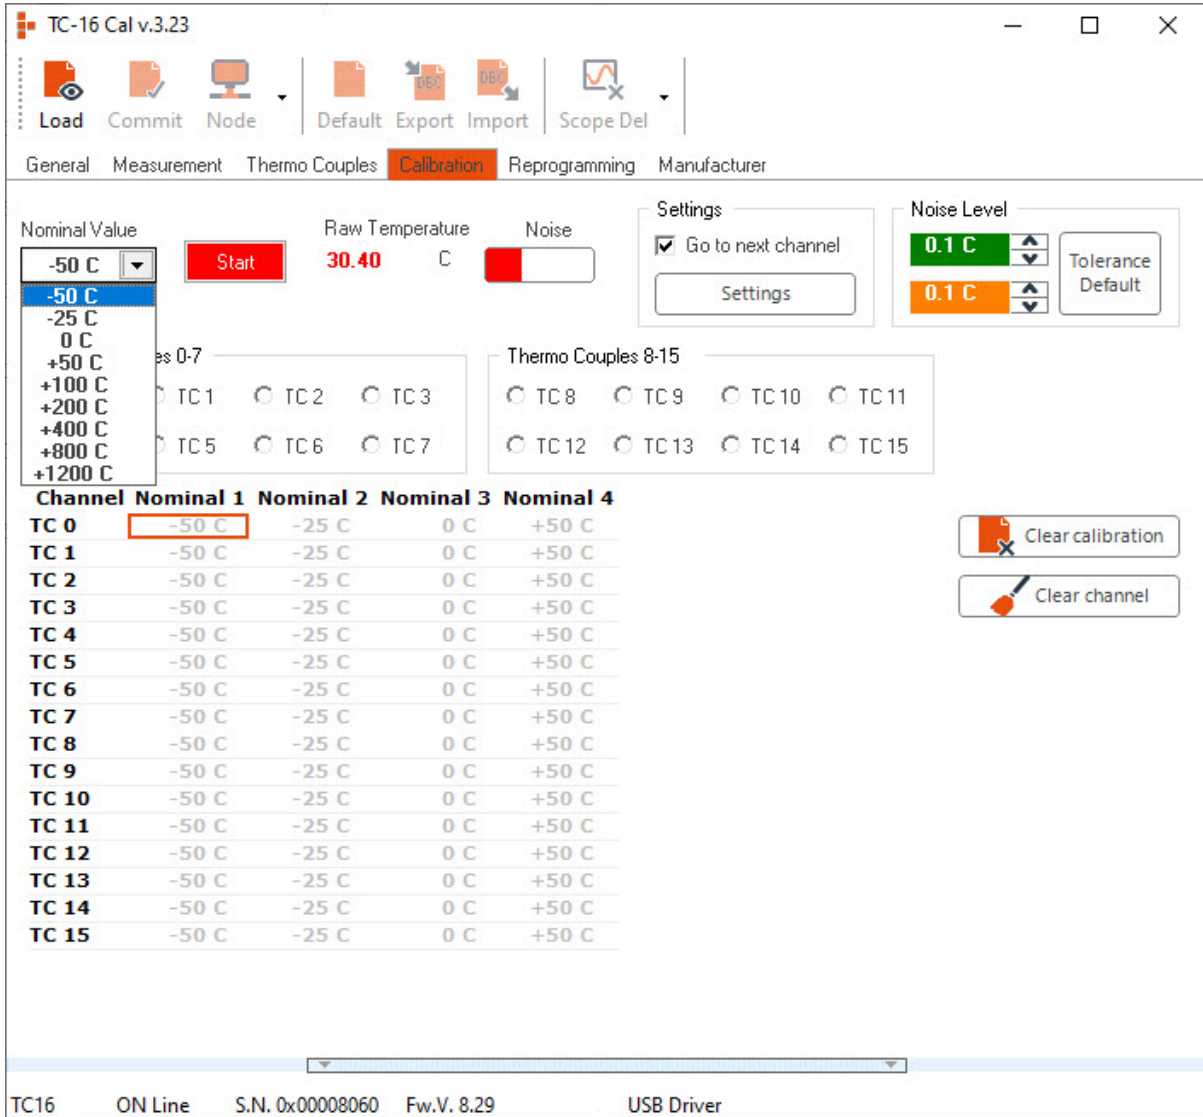 TC-16 Cal v.3.23
Load Commit Node Default Export Import Scope Del
DBC DBC
General Measurement Thermo Couples Calibration Reprogramming Manufacturer
Nominal Value
-50 C
Start
Raw Temperature
30.40 C
Noise
Settings
Go to next channel
Settings
Noise Level
0.1 C
0.1 C
Tolerance Default
-50 C
-25 C
0 C
+50 C
+100 C
+200 C
+400 C
+800 C
+1200 C
es 0-7
TC 1 TC 2 TC 3
TC 5 TC 6 TC 7
Thermo Couples 8-15
TC 8 TC 9 TC 10 TC 11
TC 12 TC 13 TC 14 TC 15
Channel Nominal 1 Nominal 2 Nominal 3 Nominal 4
TC 0 -50 C -25 C 0 C +50 C
TC 1 -50 C -25 C 0 C +50 C
TC 2 -50 C -25 C 0 C +50 C
TC 3 -50 C -25 C 0 C +50 C
TC 4 -50 C -25 C 0 C +50 C
TC 5 -50 C -25 C 0 C +50 C
TC 6 -50 C -25 C 0 C +50 C
TC 7 -50 C -25 C 0 C +50 C
TC 8 -50 C -25 C 0 C +50 C
TC 9 -50 C -25 C 0 C +50 C
TC 10 -50 C -25 C 0 C +50 C
TC 11 -50 C -25 C 0 C +50 C
TC 12 -50 C -25 C 0 C +50 C
TC 13 -50 C -25 C 0 C +50 C
TC 14 -50 C -25 C 0 C +50 C
TC 15 -50 C -25 C 0 C +50 C
Clear calibration
Clear channel
TC16 ON Line S.N. 0x00008060 Fw.V. 8.29 USB Driver